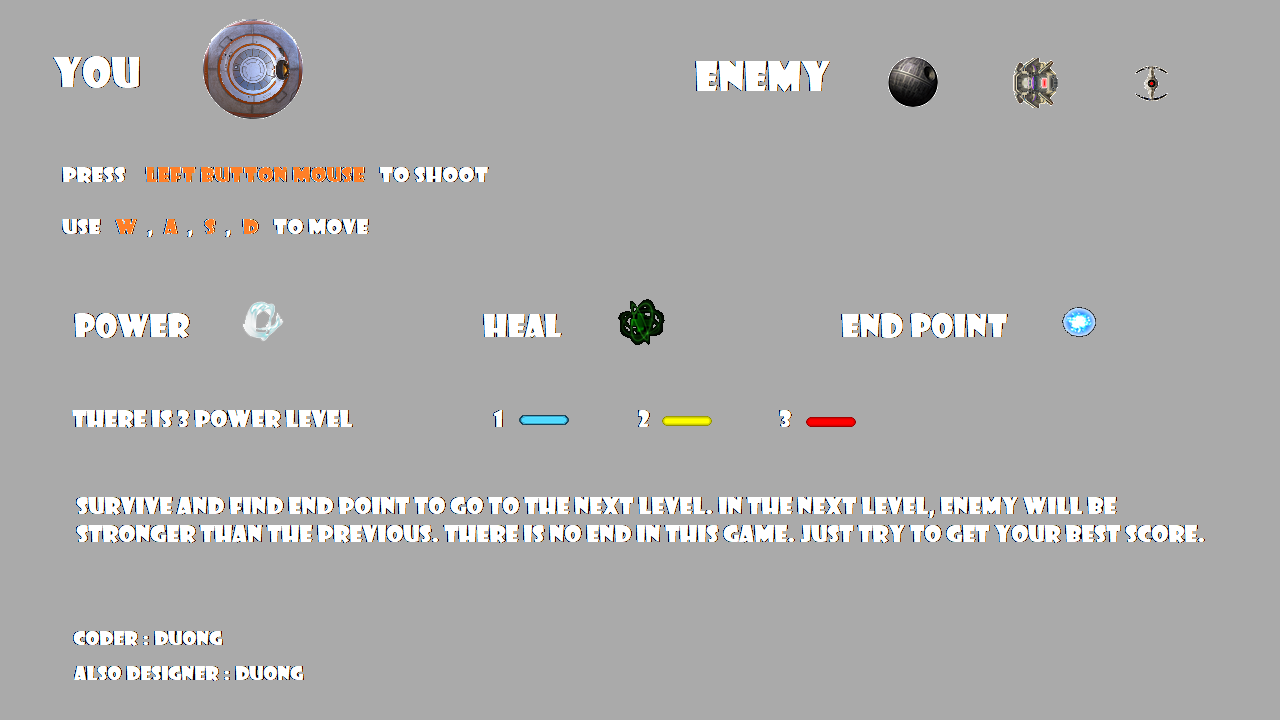 YOU
ENEMY
PRESS LEFT BUTTON MOUSE TO SHOOT
USE W , A , S , D TO MOVE
POWER
HEAL
END POINT
THERE IS 3 POWER LEVEL 1 2 3
SURVIVE AND FIND END POINT TO GO TO THE NEXT LEVEL. IN THE NEXT LEVEL, ENEMY WILL BE
STRONGER THAN THE PREVIOUS. THERE IS NO END IN THIS GAME. JUST TRY TO GET YOUR BEST SCORE.
CODER : DUONG
ALSO DESIGNER : DUONG